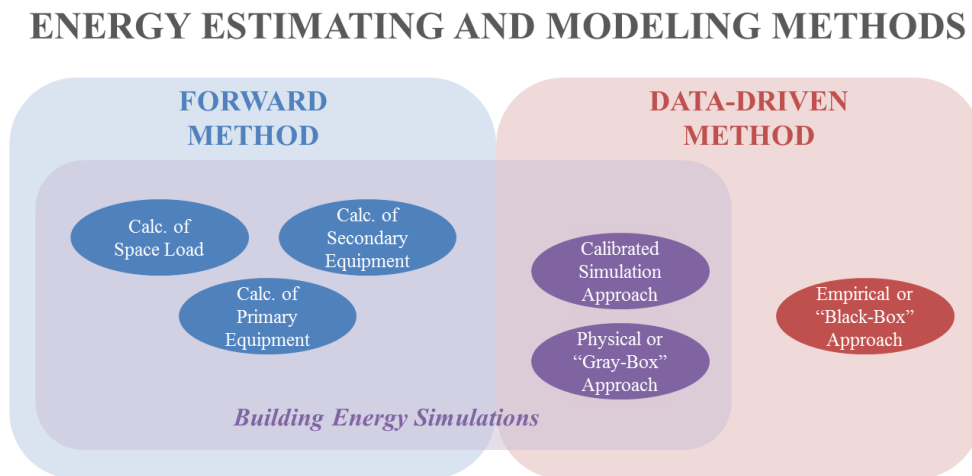 ENERGY ESTIMATING AND MODELING METHODS
FORWARD
METHOD
DATA-DRIVEN
METHOD
Calc. of
Space Load
Calc. of
Secondary
Equipment
Calc. of
Primary
Equipment
Calibrated
Simulation
Approach
Physical or
“Gray-Box”
Approach
Empirical or
“Black-Box”
Approach
Building Energy Simulations